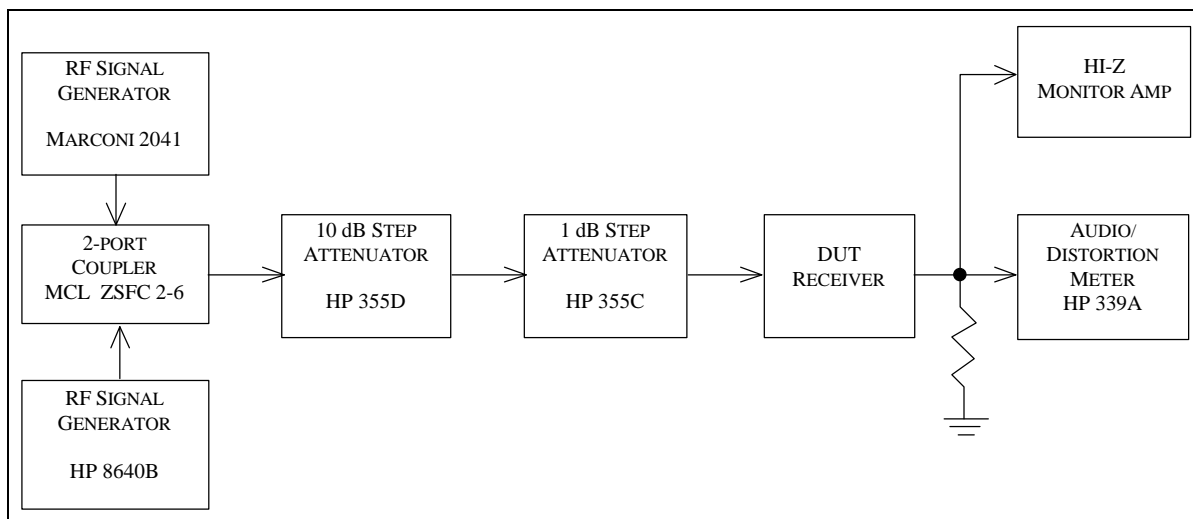 RF SIGNAL
GENERATOR
MARCONI 2041
2-PORT
COUPLER
MCL ZSFC 2-6
RF SIGNAL
GENERATOR
HP 8640B
10 dB STEP
ATTENUATOR
HP 355D
1 dB STEP
ATTENUATOR
HP 355C
DUT
RECEIVER
HI-Z
MONITOR AMP
AUDIO/
DISTORTION
METER
HP 339A